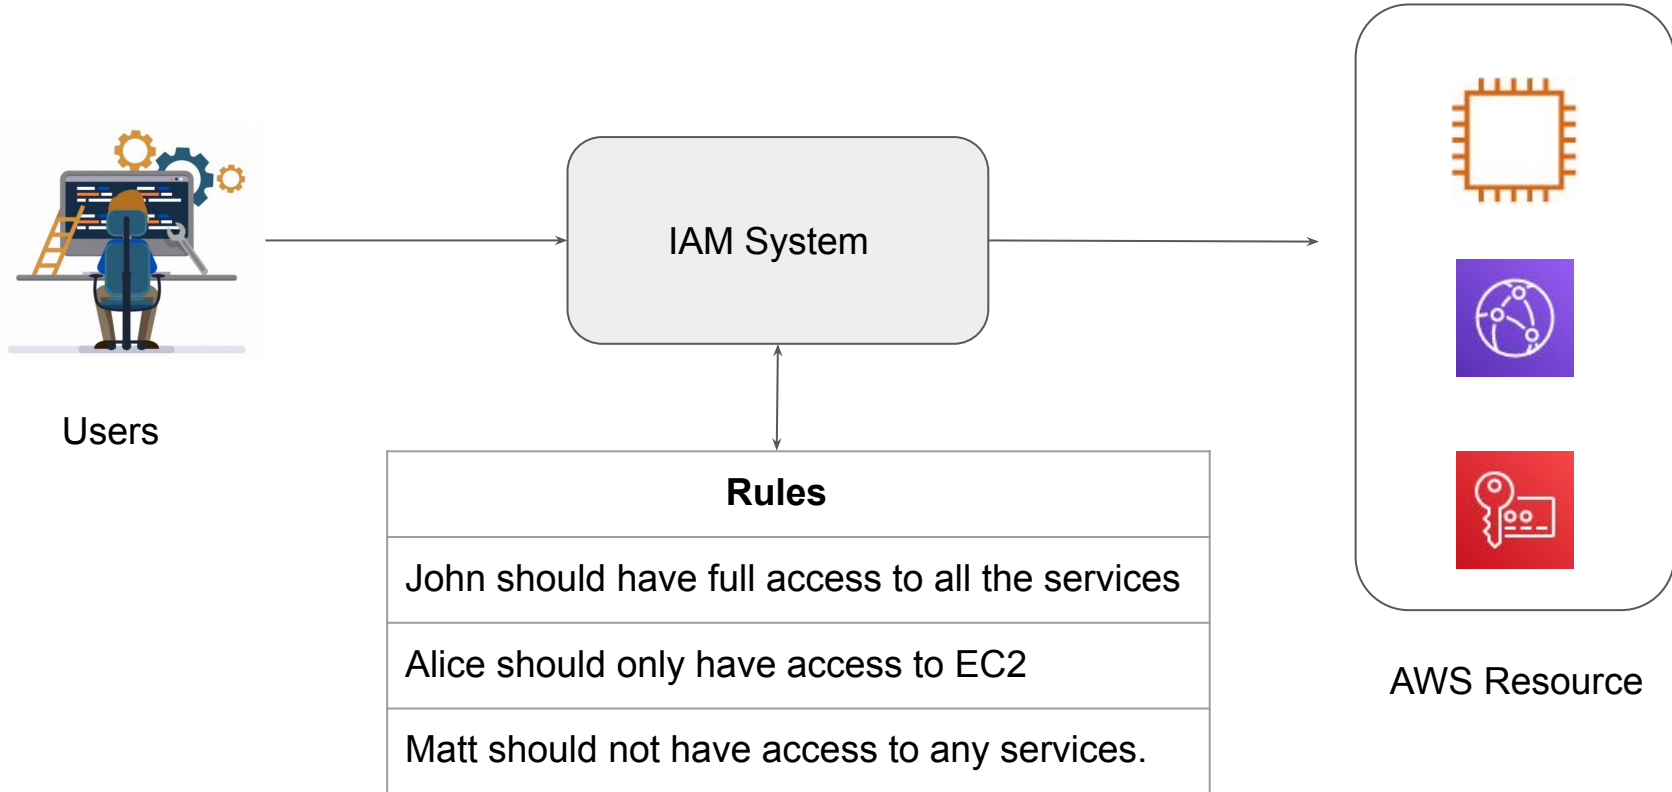 IAM System
Users
Rules
John should have full access to all the services
Alice should only have access to EC2
Matt should not have access to any services.
AWS Resource